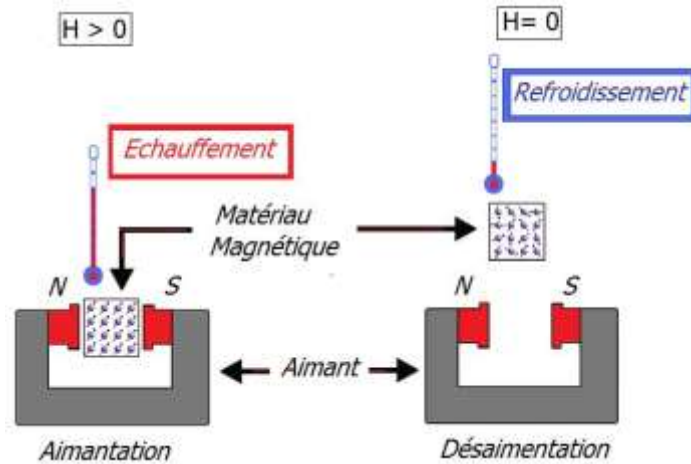 H > 0
H= 0
Echauffement
Refroidissement
Matériau
Magnétique
N S
N S
Aimant
Aimantation
Désaimentation